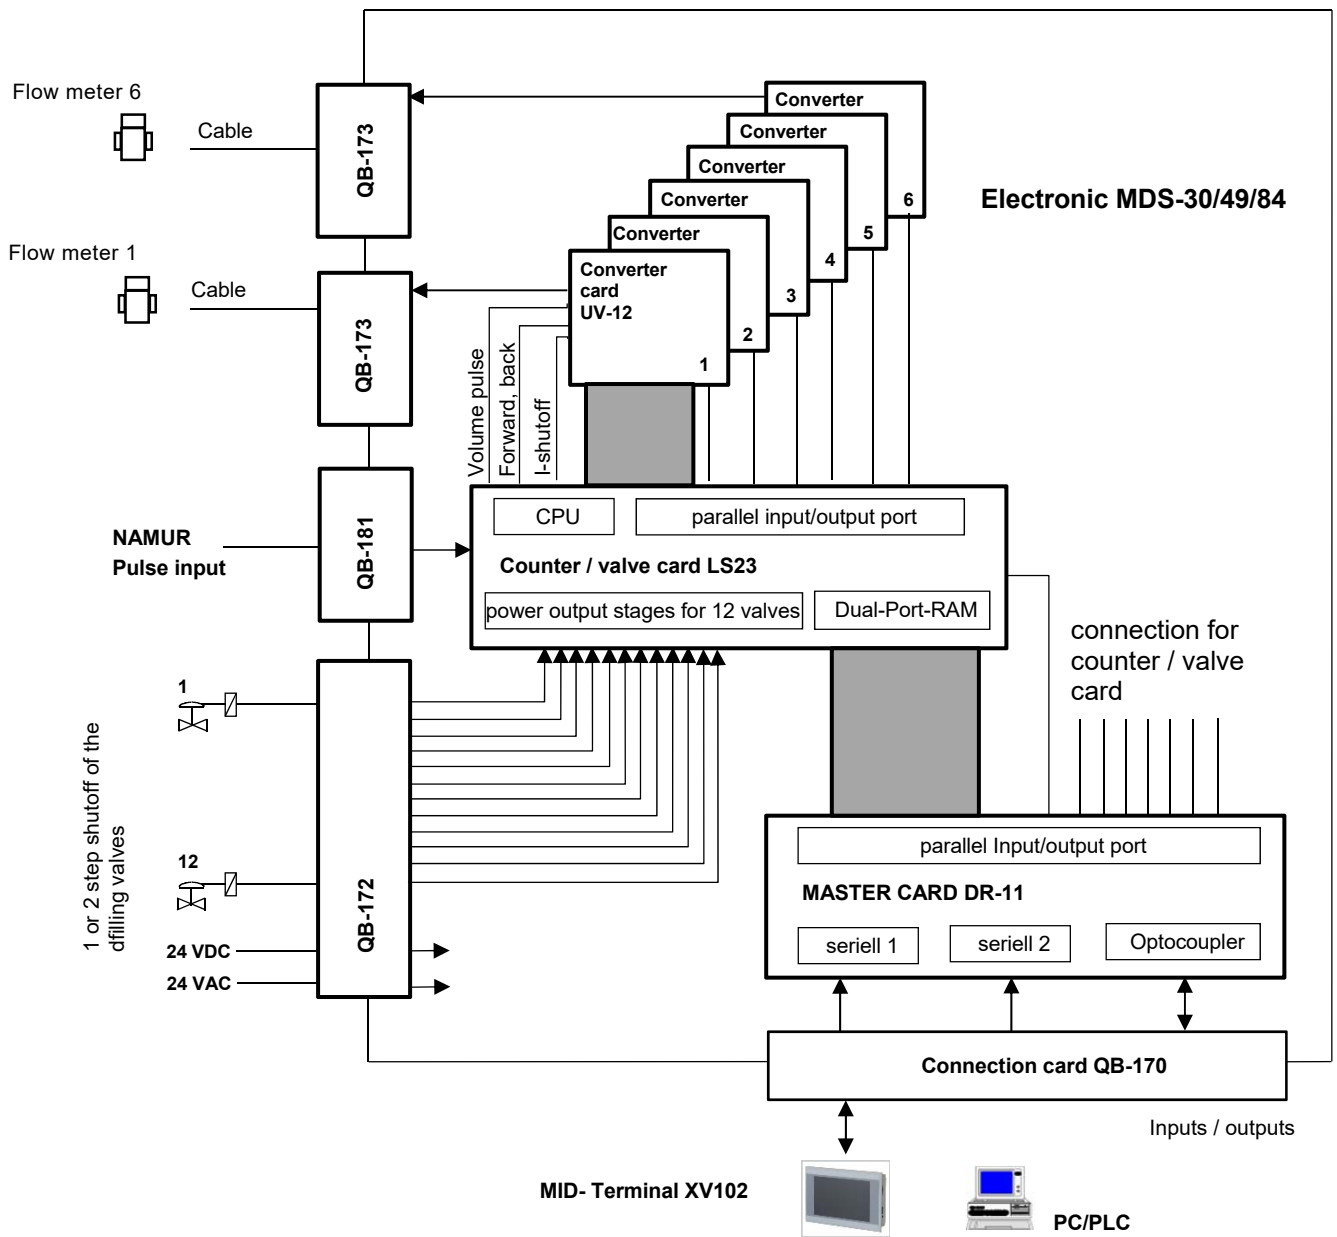 Flow meter 6
Cable
QB-173
Converter
Converter
Converter
Converter
Converter
6
5
4
3
2
Electronic MDS-30/49/84
Flow meter 1
Cable
QB-173
Converter
card
UV-12
1
Volume pulse
Forward, back
I-shutoff
NAMUR
Pulse input
QB-181
CPU
parallel input/output port
Counter / valve card LS23
power output stages for 12 valves
Dual-Port-RAM
connection for
counter / valve
card
1
12
1 or 2 step shutoff of the
dfilling valves
QB-172
24 VDC
24 VAC
parallel Input/output port
MASTER CARD DR-11
seriell 1
seriell 2
Optocoupler
Connection card QB-170
Inputs / outputs
MID- Terminal XV102
PC/PLC